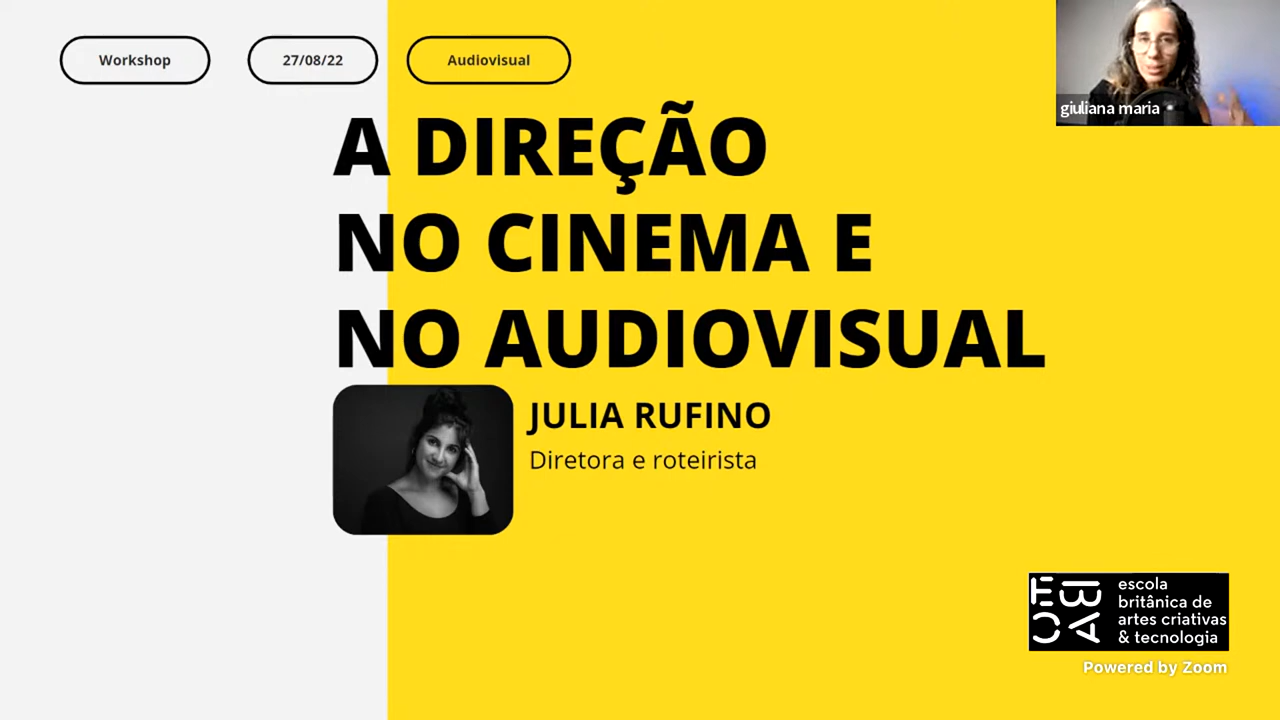 Workshop
27/08/22
Audiovisual
giuliana maria
A DIREÇÃO
NO CINEMA E
NO AUDIOVISUAL
JULIA RUFINO
Diretora e roteirista
EBAC
escola
britânica de
artes criativas
& tecnologia
Powered by Zoom